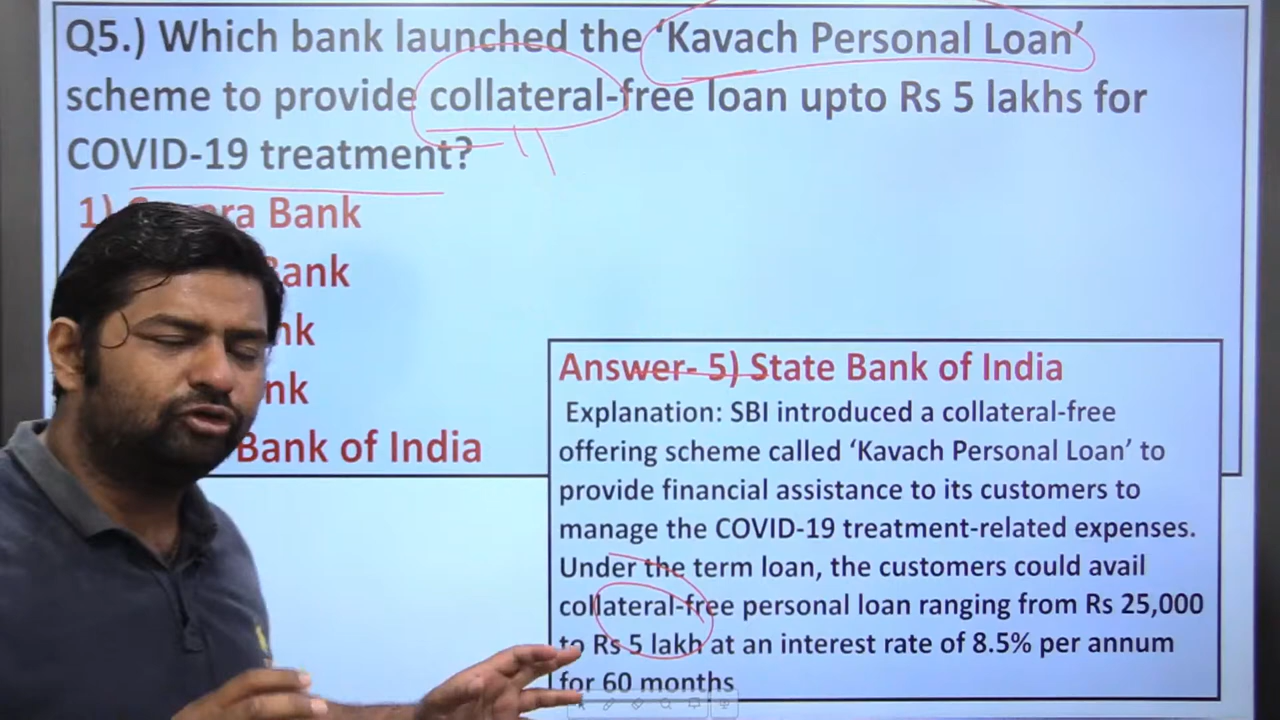 Q5.) Which bank launched the ‘Kavach Personal Loan’
scheme to provide collateral-free loan upto Rs 5 lakhs for
COVID-19 treatment?
1) Bank
Bank of India
Answer- 5) State Bank of India
Explanation: SBI introduced a collateral-free
offering scheme called ‘Kavach Personal Loan’ to
provide financial assistance to its customers to
manage the COVID-19 treatment-related expenses.
Under the term loan, the customers could avail
collateral-free personal loan ranging from Rs 25,000
to Rs 5 lakh at an interest rate of 8.5% per annum
for 60 months